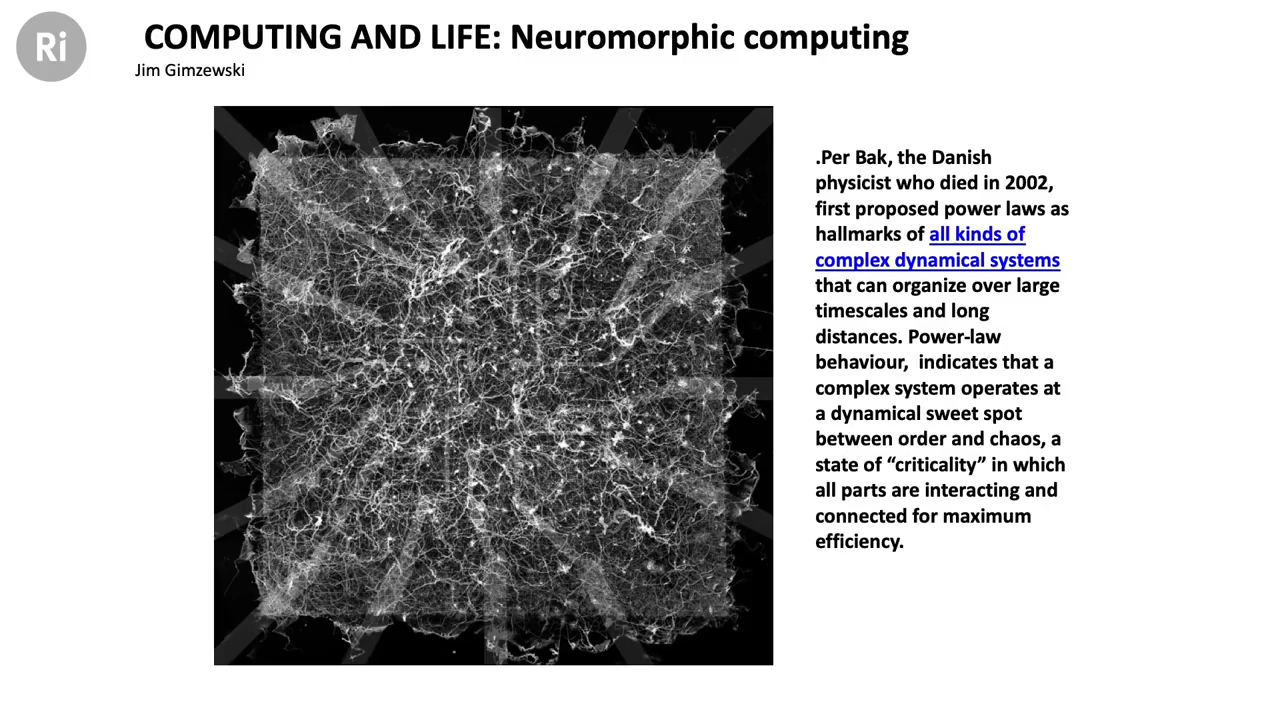 Ri
COMPUTING AND LIFE: Neuromorphic computing
Jim Gimzewski
.Per Bak, the Danish
physicist who died in 2002,
first proposed power laws as
hallmarks of all kinds of
complex dynamical systems
that can organize over large
timescales and long
distances. Power-law
behaviour,  indicates that a
complex system operates at
a dynamical sweet spot
between order and chaos, a
state of “criticality” in which
all parts are interacting and
connected for maximum
efficiency.